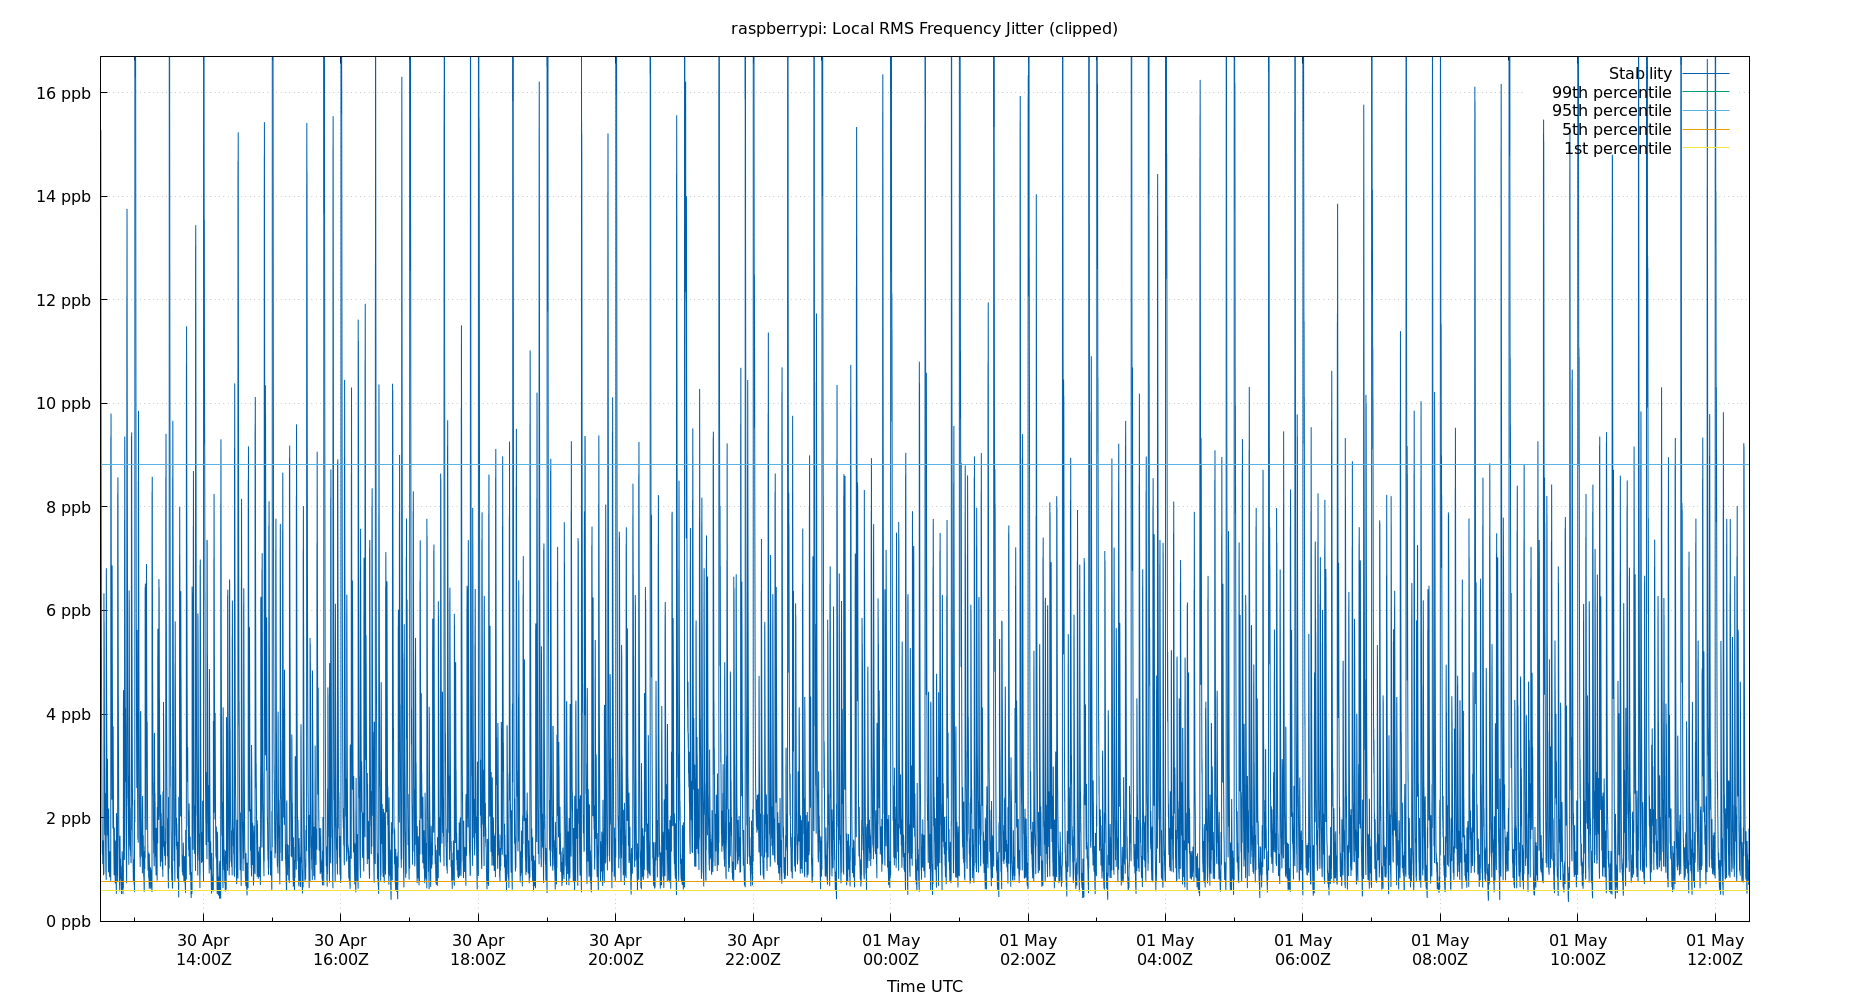 raspberrypi: Local RMS Frequency Jitter (clipped)
Stability
99th percentile
95th percentile
5th percentile
1st percentile
16 ppb
14 ppb
12 ppb
10 ppb
8 ppb
6 ppb
4 ppb
2 ppb
0 ppb
30 Apr 30 Apr 30 Apr 30 Apr 30 Apr 01 May 01 May 01 May 01 May 01 May 01 May 01 May
14:00Z 16:00Z 18:00Z 20:00Z 22:00Z 00:00Z 02:00Z 04:00Z 06:00Z 08:00Z 10:00Z 12:00Z
Time UTC